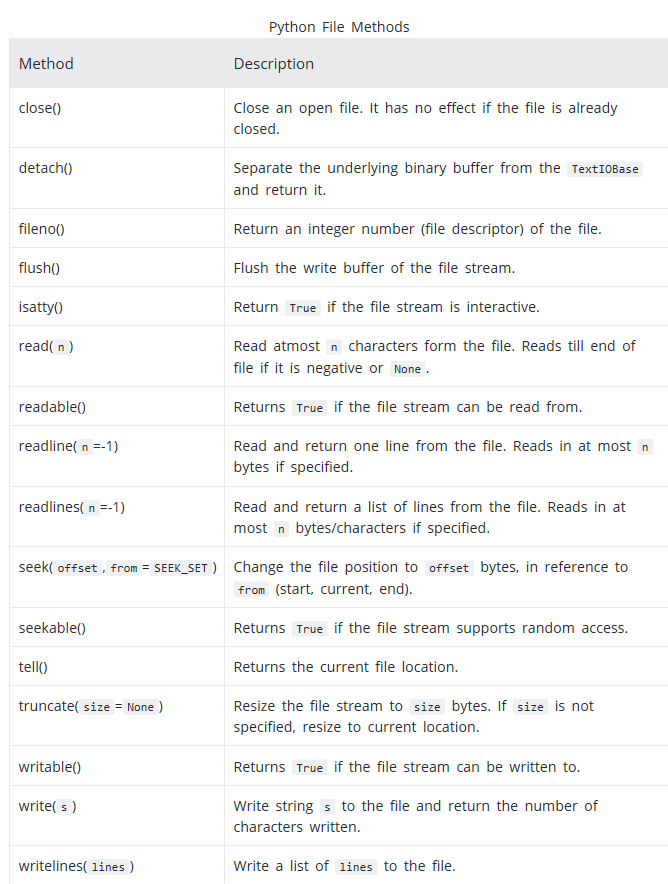 Python File Methods
Method Description
close() Close an open file. It has no effect if the file is already
closed.
detach() Separate the underlying binary buffer from the TextIOBase
and return it.
fileno() Return an integer number (file descriptor) of the file.
flush() Flush the write buffer of the file stream.
isatty() Return True if the file stream is interactive.
read( n ) Read atmost n characters form the file. Reads till end of
file if it is negative or None .
readable() Returns True if the file stream can be read from.
readline( n =-1) Read and return one line from the file. Reads in at most n
bytes if specified.
readlines( n =-1) Read and return a list of lines from the file. Reads in at
most n bytes/characters if specified.
seek( offset , from = SEEK_SET ) Change the file position to offset bytes, in reference to
from (start, current, end).
seekable() Returns True if the file stream supports random access.
tell() Returns the current file location.
truncate( size = None ) Resize the file stream to size bytes. If size is not
specified, resize to current location.
writable() Returns True if the file stream can be written to.
write( s ) Write string s to the file and return the number of
characters written.
writelines( lines ) Write a list of lines to the file.